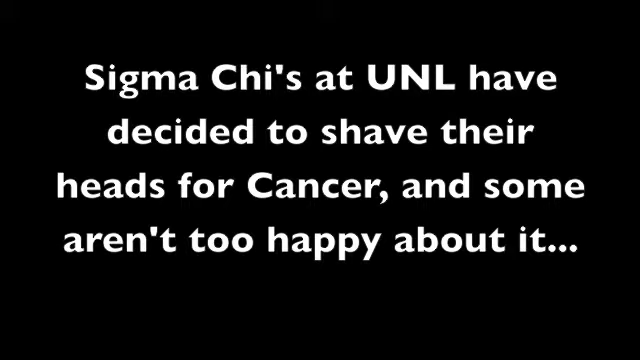 Sigma Chi's at UNL have
decided to shave their
heads for Cancer, and some
aren't too happy about it...